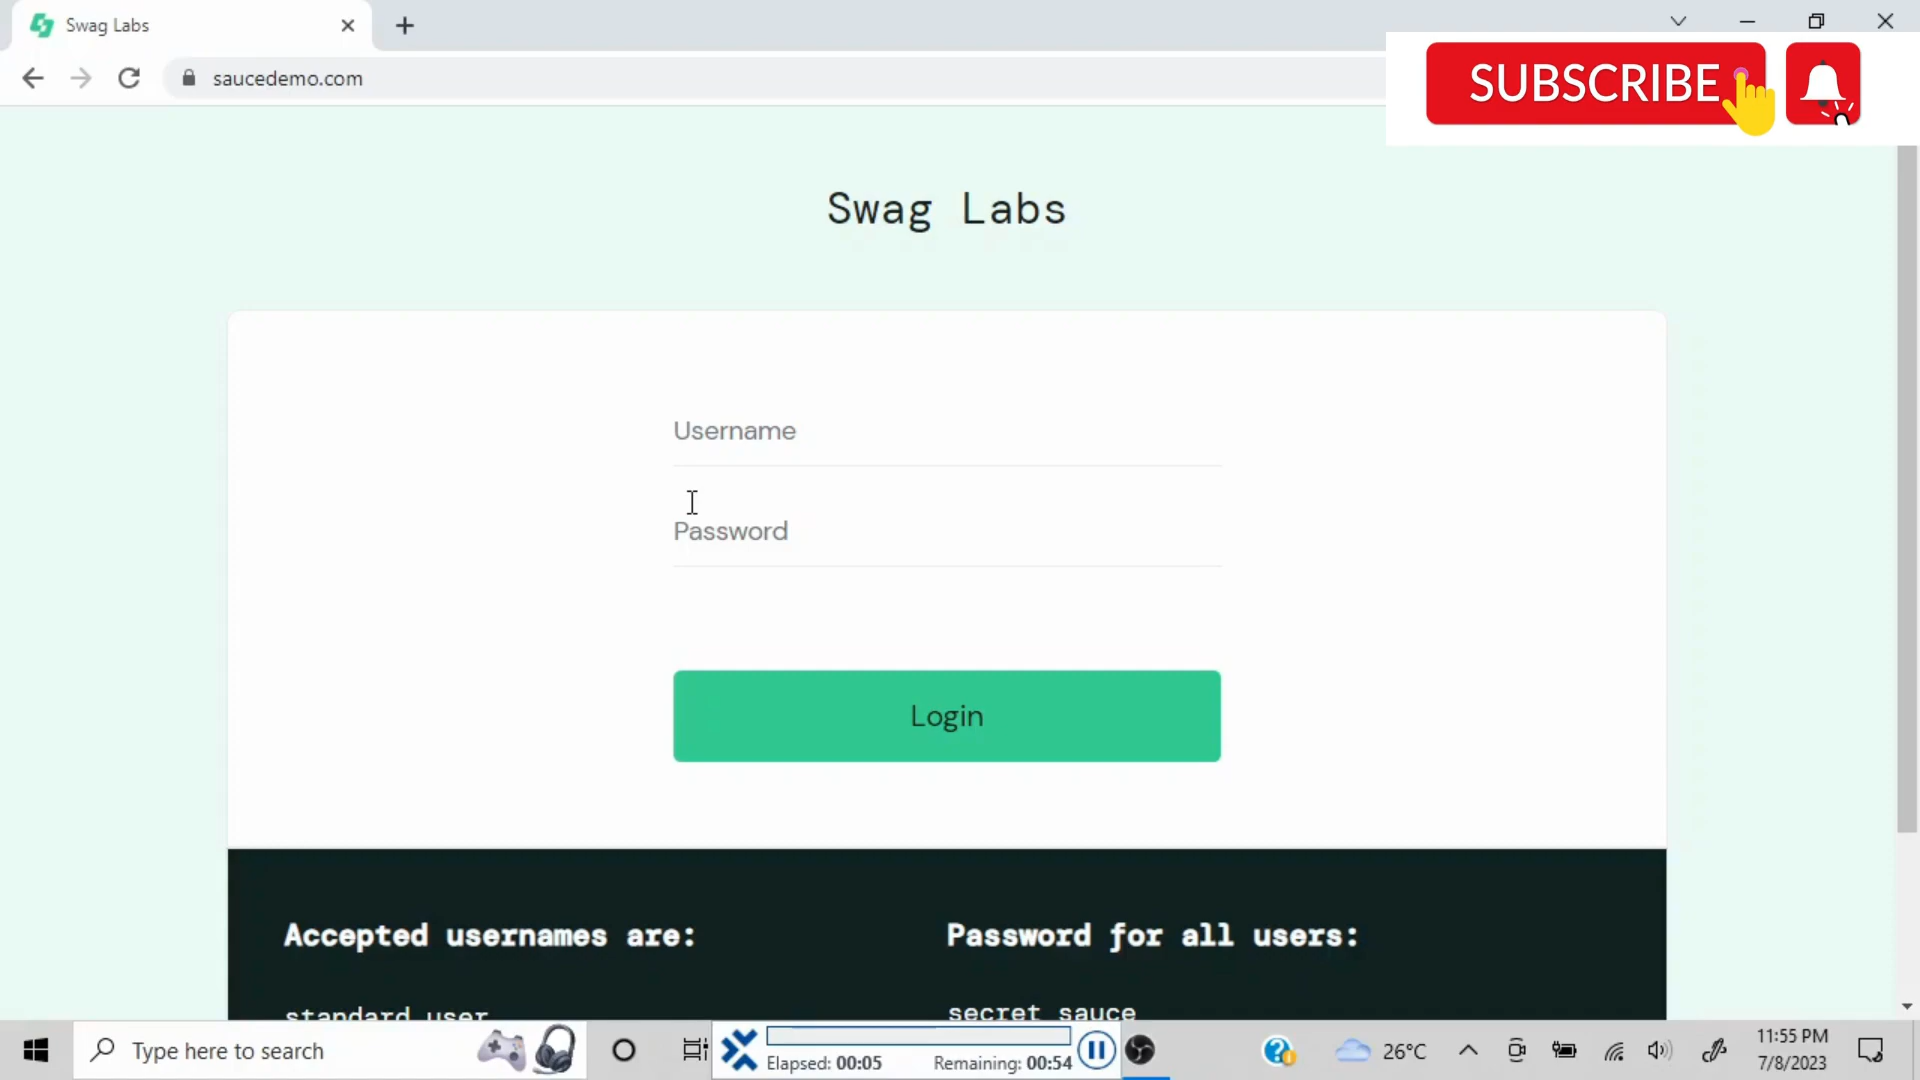 Swag Labs
saucedemo.com
SUBSCRIBE
Swag Labs
Username
Password
Login
Accepted usernames are:
Password for all users:
standard_user
secret_sauce
Type here to search
Elapsed: 00:05
Remaining: 00:54
26°C
11:55 PM
7/8/2023